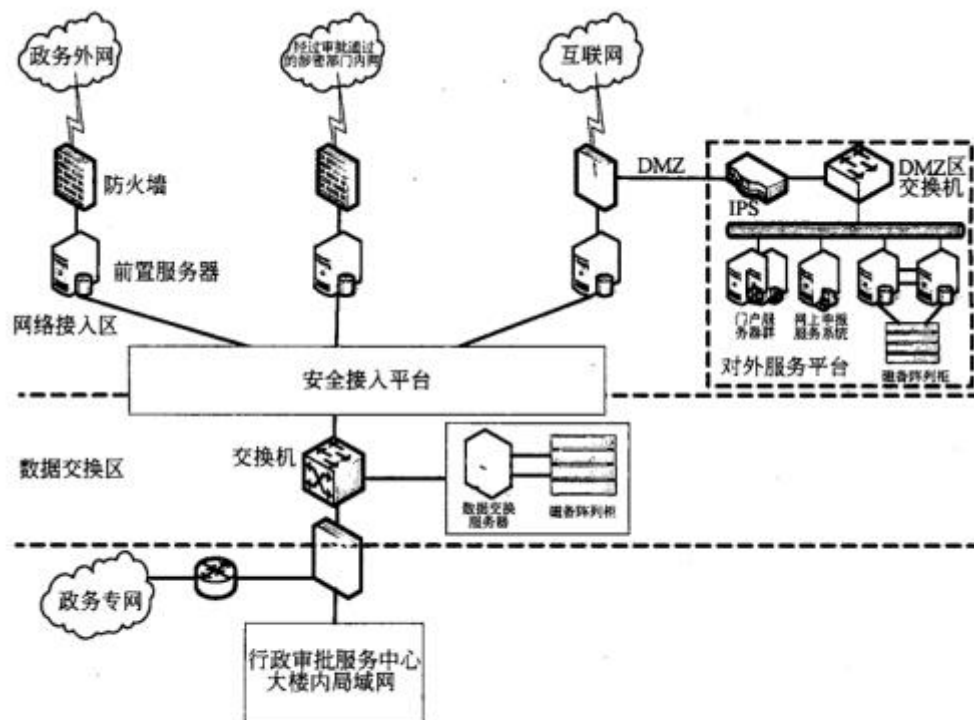 政务外网
经过审批通过
的涉密部门内网
互联网
防火墙
DMZ
DMZ区
交换机
IPS
前置服务器
网络接入区
门户服
务器群
网上申报
服务系统
磁备阵列柜
对外服务平台
安全接入平台
数据交换区
交换机
数据交换
服务器
磁备阵列柜
政务专网
行政审批服务中心
大楼内局域网